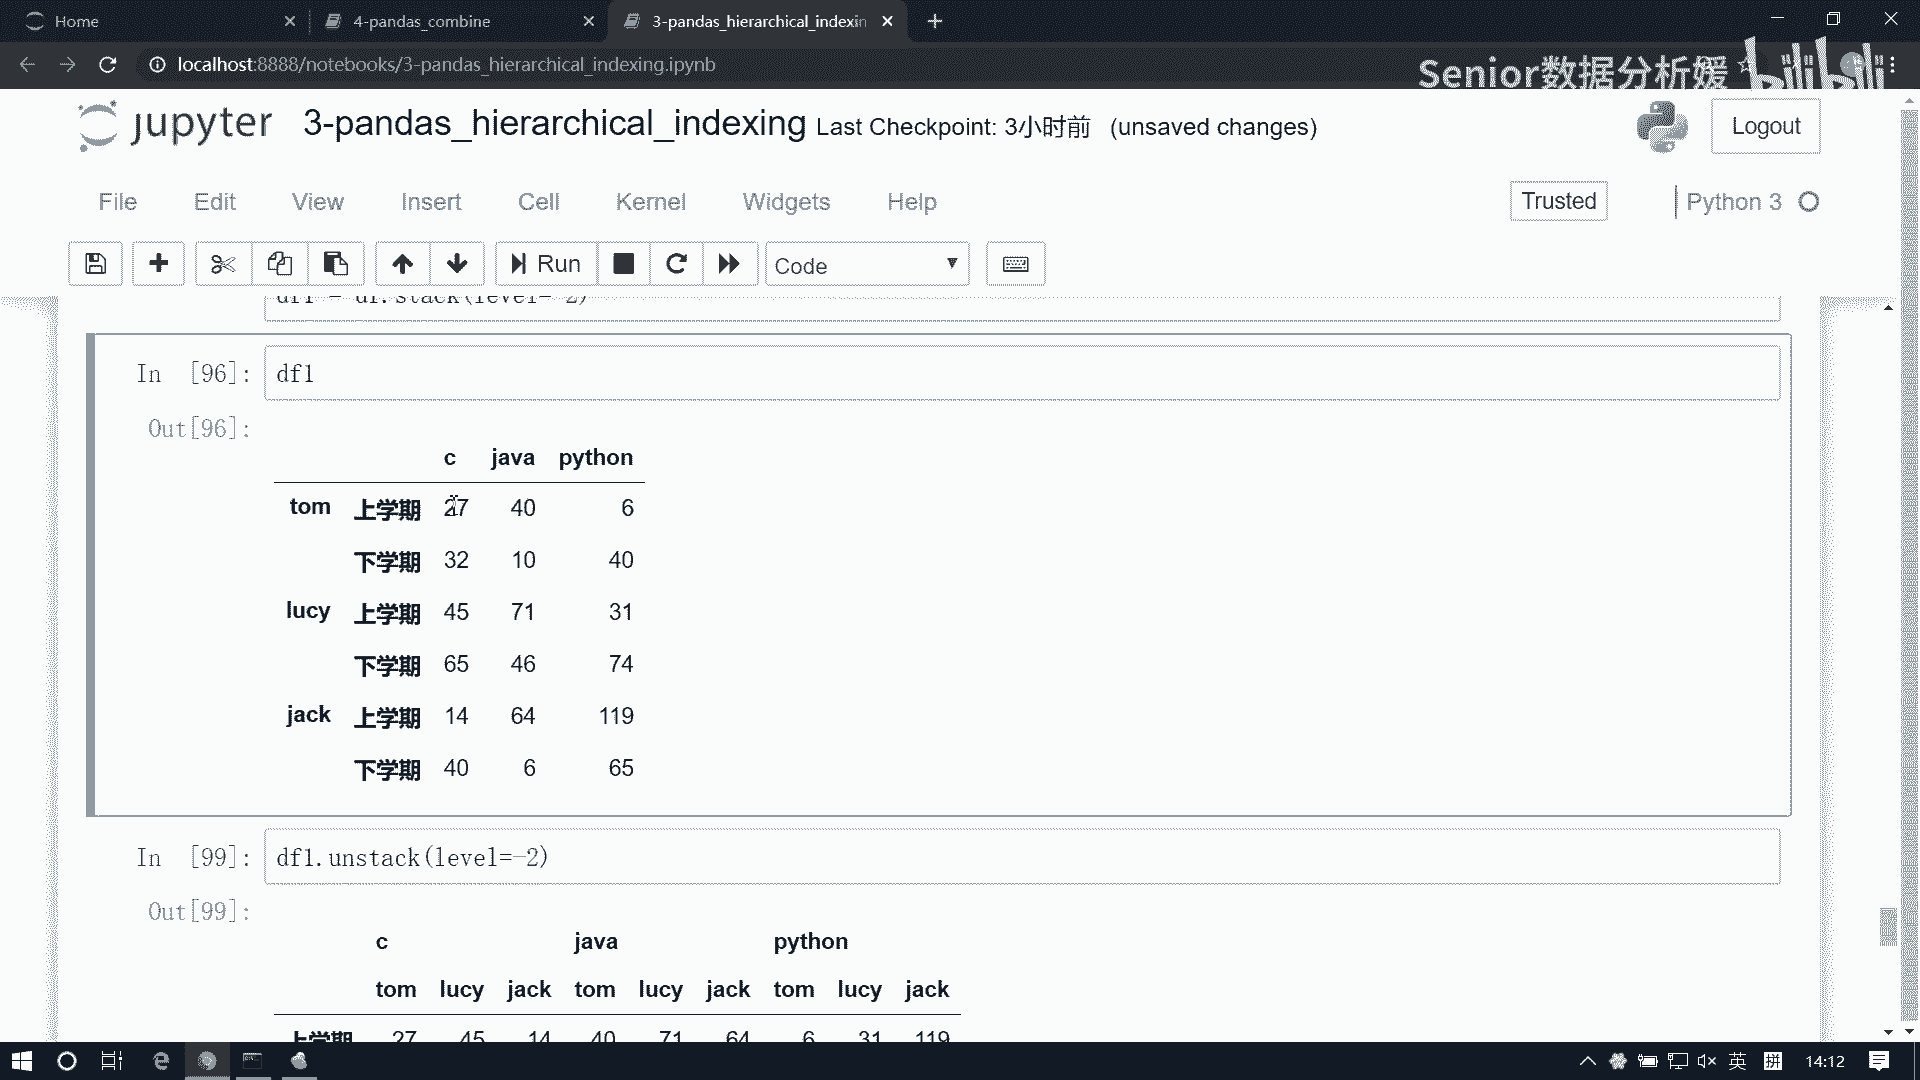 Home
4-pandas_combine
3-pandas_hierarchical_indexin
localhost:8888/notebooks/3-pandas_hierarchical_indexing.ipynb
Senior数据分析媛 bilibili
jupyter 3-pandas_hierarchical_indexing Last Checkpoint: 3小时前 (unsaved changes)
Logout
File Edit View Insert Cell Kernel Widgets Help
Trusted
Python 3
Run
Code
df1 = df.stack(level=-2)
In [96]: df1
Out[96]:
c java python
tom 上学期 27 40 6
下学期 32 10 40
lucy 上学期 45 71 31
下学期 65 46 74
jack 上学期 14 64 119
下学期 40 6 65
In [99]: df1.unstack(level=-2)
Out[99]:
c java python
tom lucy jack tom lucy jack tom lucy jack
上学期 27 45 14 40 71 64 6 31 119
英 拼 14:12